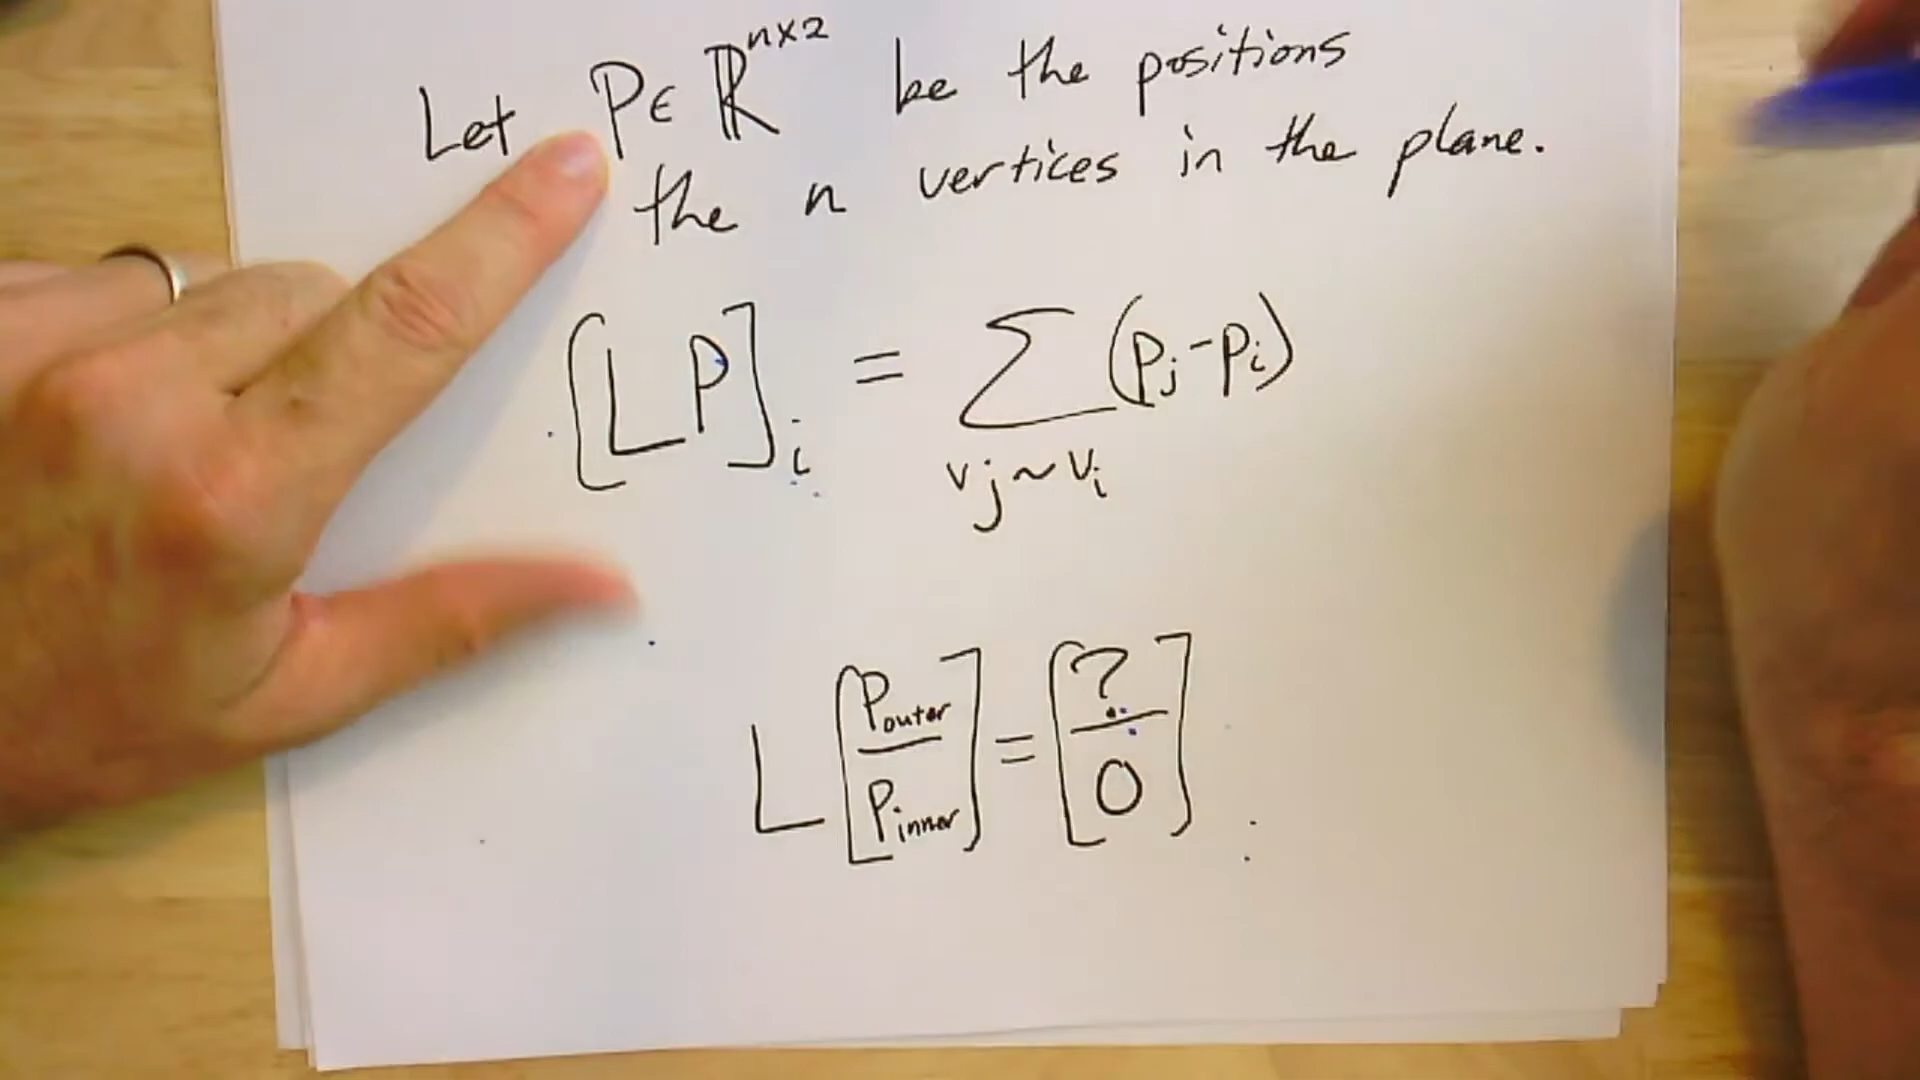 Let P ∈ ℝ^{n×2} be the positions
the n vertices in the plane.
[LP]_i = Σ_{v_j ~ v_i} (p_j - p_i)
L [P_outer / P_inner] = [? / 0]